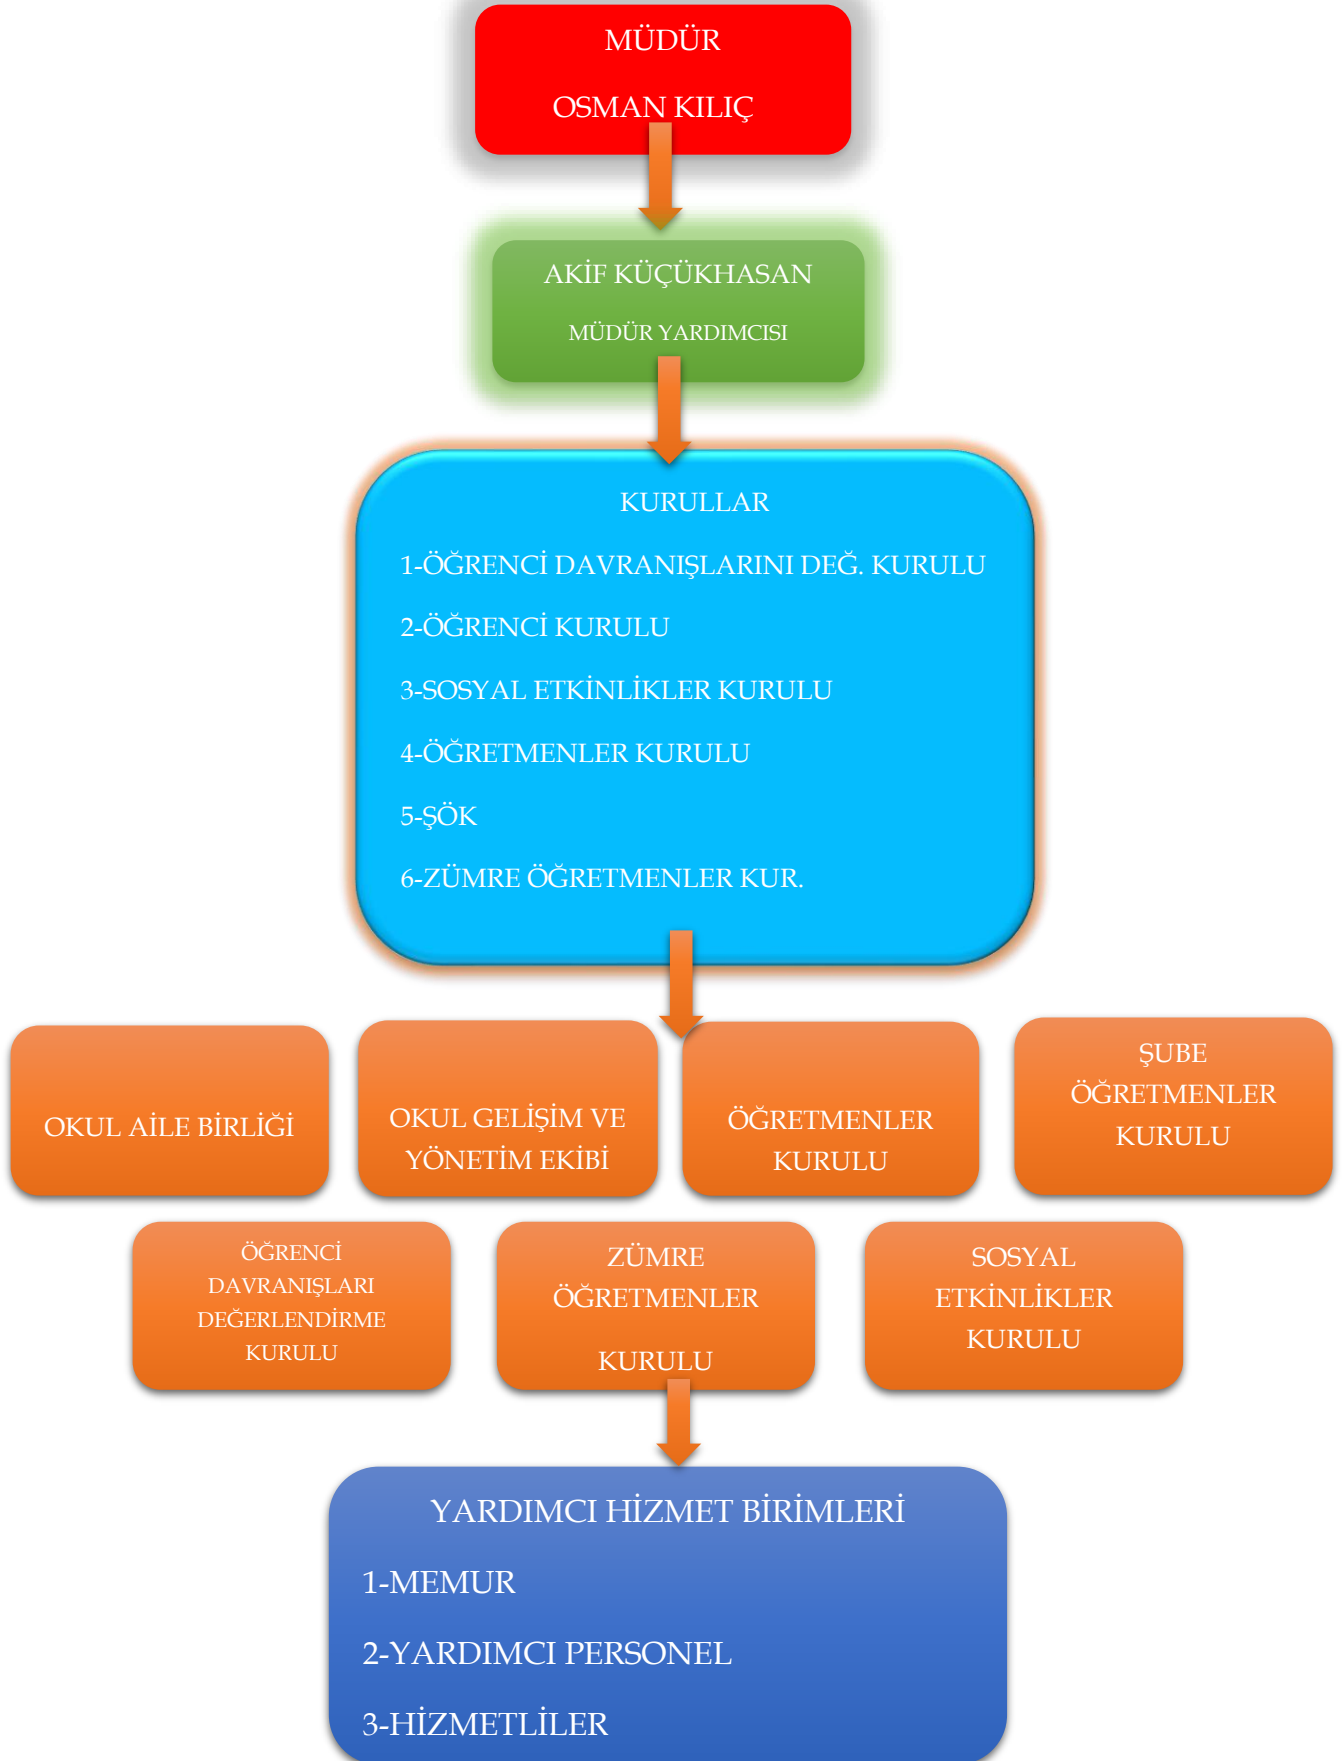 MÜDÜR
OSMAN KILIÇ
AKİF KÜÇÜKHASAN
MÜDÜR YARDIMCISI
KURULLAR
1-ÖĞRENCİ DAVRANIŞLARINI DEĞ. KURULU
2-ÖĞRENCİ KURULU
3-SOSYAL ETKİNLİKLER KURULU
4-ÖĞRETMENLER KURULU
5-ŞÖK
6-ZÜMRE ÖĞRETMENLER KUR.
OKUL AİLE BİRLİĞİ
OKUL GELİŞİM VE
YÖNETİM EKİBİ
ÖĞRETMENLER
KURULU
ŞUBE
ÖĞRETMENLER
KURULU
ÖĞRENCİ
DAVRANIŞLARI
DEĞERLENDİRME
KURULU
ZÜMRE
ÖĞRETMENLER
KURULU
SOSYAL
ETKİNLİKLER
KURULU
YARDIMCI HİZMET BİRİMLERİ
1-MEMUR
2-YARDIMCI PERSONEL
3-HİZMETLİLER